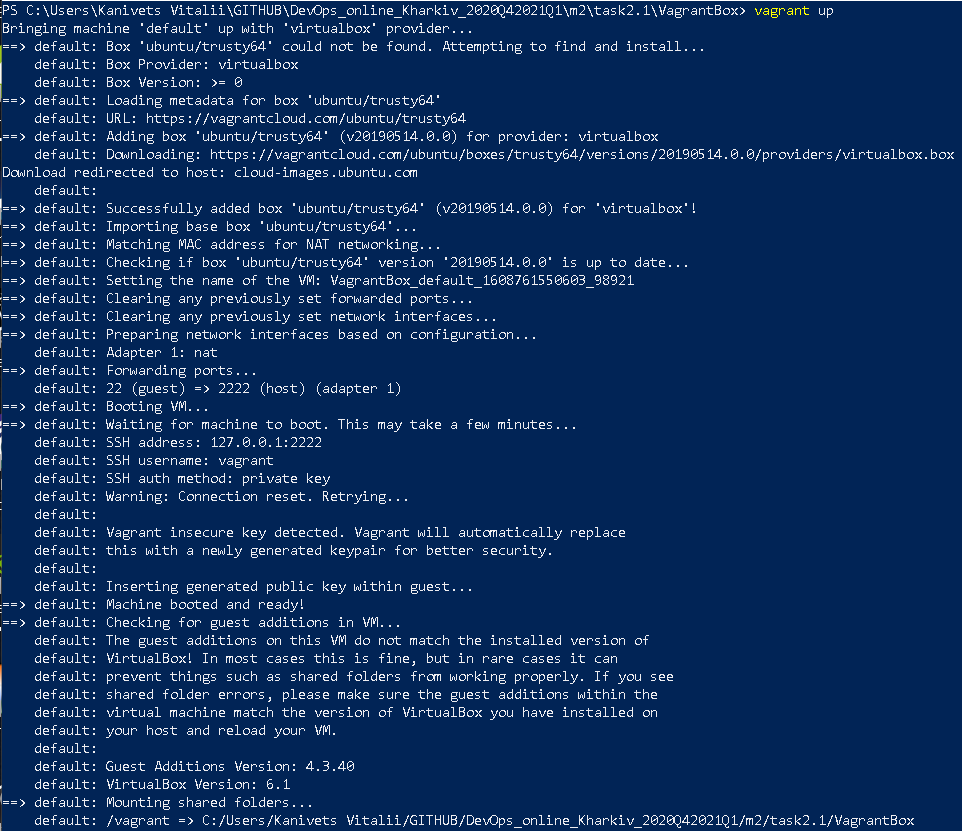 PS C:\Users\Kanivets Vitalii\GITHUB\DevOps_online_Kharkiv_2020Q42021Q1\m2\task2.1\VagrantBox> vagrant up
Bringing machine 'default' up with 'virtualbox' provider...
==> default: Box 'ubuntu/trusty64' could not be found. Attempting to find and install...
    default: Box Provider: virtualbox
    default: Box Version: >= 0
==> default: Loading metadata for box 'ubuntu/trusty64'
    default: URL: https://vagrantcloud.com/ubuntu/trusty64
==> default: Adding box 'ubuntu/trusty64' (v20190514.0.0) for provider: virtualbox
    default: Downloading: https://vagrantcloud.com/ubuntu/boxes/trusty64/versions/20190514.0.0/providers/virtualbox.box
Download redirected to host: cloud-images.ubuntu.com
    default:
==> default: Successfully added box 'ubuntu/trusty64' (v20190514.0.0) for 'virtualbox'!
==> default: Importing base box 'ubuntu/trusty64'...
==> default: Matching MAC address for NAT networking...
==> default: Checking if box 'ubuntu/trusty64' version '20190514.0.0' is up to date...
==> default: Setting the name of the VM: VagrantBox_default_1608761550603_98921
==> default: Clearing any previously set forwarded ports...
==> default: Clearing any previously set network interfaces...
==> default: Preparing network interfaces based on configuration...
    default: Adapter 1: nat
==> default: Forwarding ports...
    default: 22 (guest) => 2222 (host) (adapter 1)
==> default: Booting VM...
==> default: Waiting for machine to boot. This may take a few minutes...
    default: SSH address: 127.0.0.1:2222
    default: SSH username: vagrant
    default: SSH auth method: private key
    default: Warning: Connection reset. Retrying...
    default:
    default: Vagrant insecure key detected. Vagrant will automatically replace
    default: this with a newly generated keypair for better security.
    default:
    default: Inserting generated public key within guest...
==> default: Machine booted and ready!
==> default: Checking for guest additions in VM...
    default: The guest additions on this VM do not match the installed version of
    default: VirtualBox! In most cases this is fine, but in rare cases it can
    default: prevent things such as shared folders from working properly. If you see
    default: shared folder errors, please make sure the guest additions within the
    default: virtual machine match the version of VirtualBox you have installed on
    default: your host and reload your VM.
    default:
    default: Guest Additions Version: 4.3.40
    default: VirtualBox Version: 6.1
==> default: Mounting shared folders...
    default: /vagrant => C:/Users/Kanivets Vitalii/GITHUB/DevOps_online_Kharkiv_2020Q42021Q1/m2/task2.1/VagrantBox